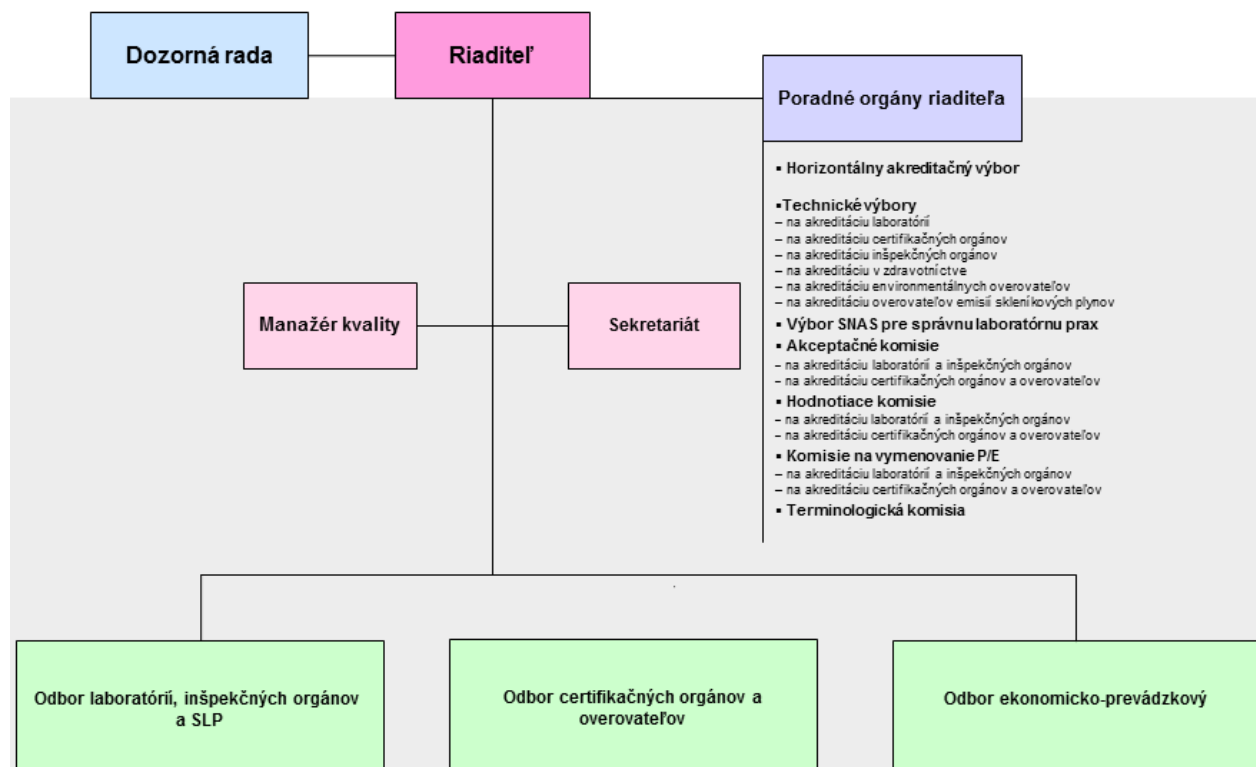 Dozorná rada
Riaditeľ
Poradné orgány riaditeľa
▪ Horizontálny akreditačný výbor
▪Technické výbory
– na akreditáciu laboratórií
– na akreditáciu certifikačných orgánov
– na akreditáciu inšpekčných orgánov
– na akreditáciu v zdravotníctve
– na akreditáciu environmentálnych overovateľov
– na akreditáciu overovateľov emisií skleníkových plynov
▪ Výbor SNAS pre správnu laboratórnu prax
▪ Akceptačné komisie
– na akreditáciu laboratórií a inšpekčných orgánov
– na akreditáciu certifikačných orgánov a overovateľov
▪ Hodnotiace komisie
– na akreditáciu laboratórií a inšpekčných orgánov
– na akreditáciu certifikačných orgánov a overovateľov
▪ Komisie na vymenovanie P/E
– na akreditáciu laboratórií a inšpekčných orgánov
– na akreditáciu certifikačných orgánov a overovateľov
▪ Terminologická komisia
Manažér kvality
Sekretariát
Odbor laboratórií, inšpekčných orgánov
a SLP
Odbor certifikačných orgánov a
overovateľov
Odbor ekonomicko-prevádzkový